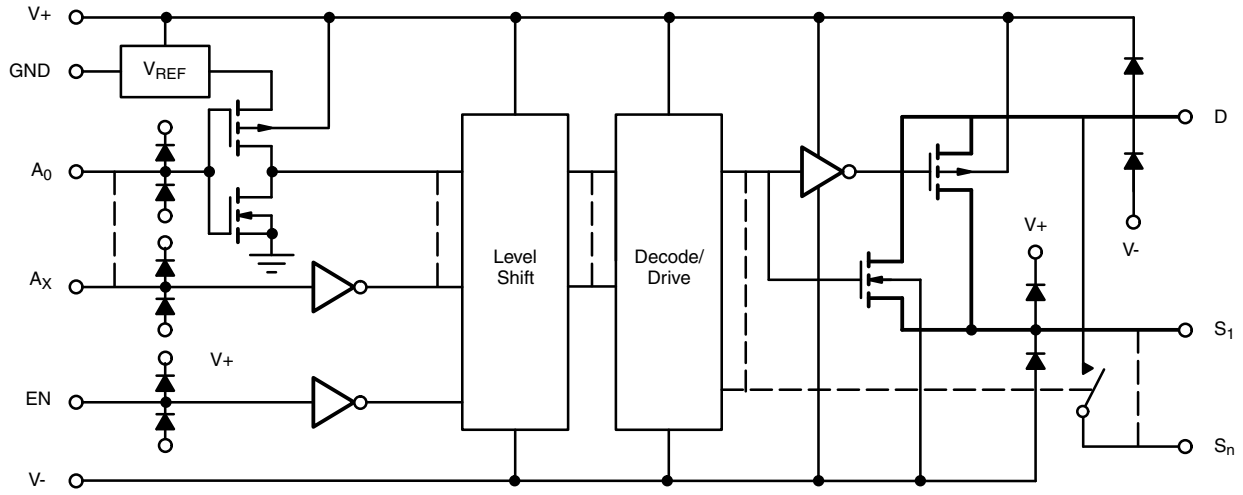 V+
GND
VREF
A0
AX
V+
EN
V-
Level
Shift
Decode/
Drive
D
V+
V-
S1
Sn